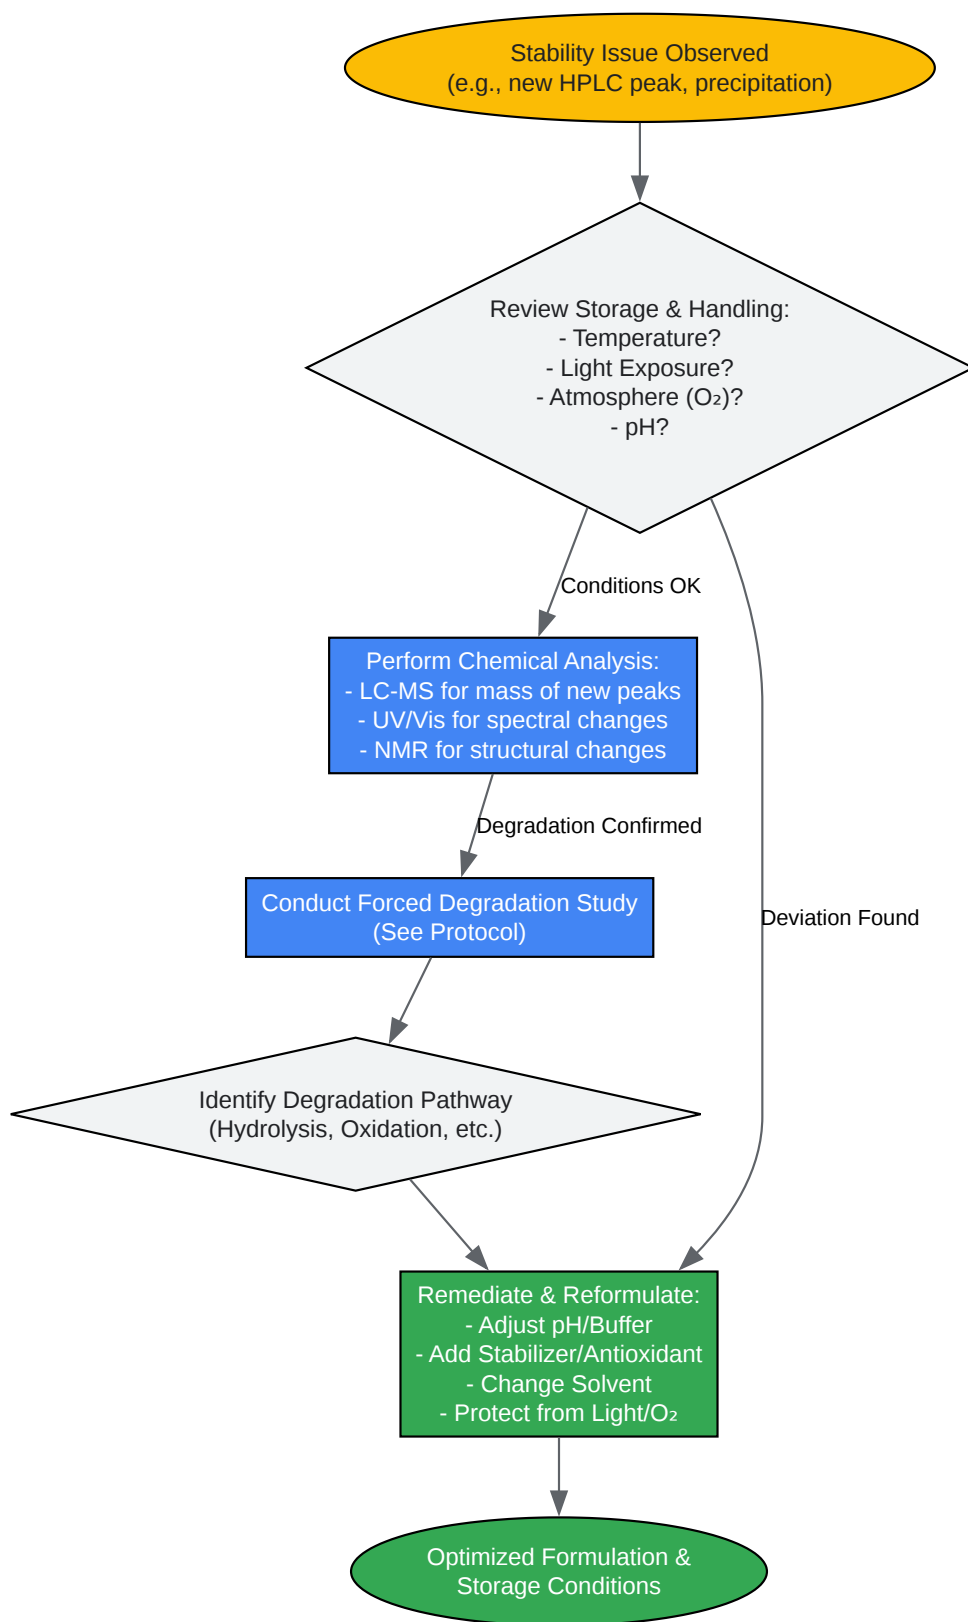 Stability Issue Observed
(e.g., new HPLC peak, precipitation)
Review Storage & Handling:
- Temperature?
- Light Exposure?
- Atmosphere (O₂)?
- pH?
Conditions OK
Perform Chemical Analysis:
- LC-MS for mass of new peaks
- UV/Vis for spectral changes
- NMR for structural changes
Degradation Confirmed
Conduct Forced Degradation Study
(See Protocol)
Deviation Found
Identify Degradation Pathway
(Hydrolysis, Oxidation, etc.)
Remediate & Reformulate:
- Adjust pH/Buffer
- Add Stabilizer/Antioxidant
- Change Solvent
- Protect from Light/O₂
Optimized Formulation &
Storage Conditions